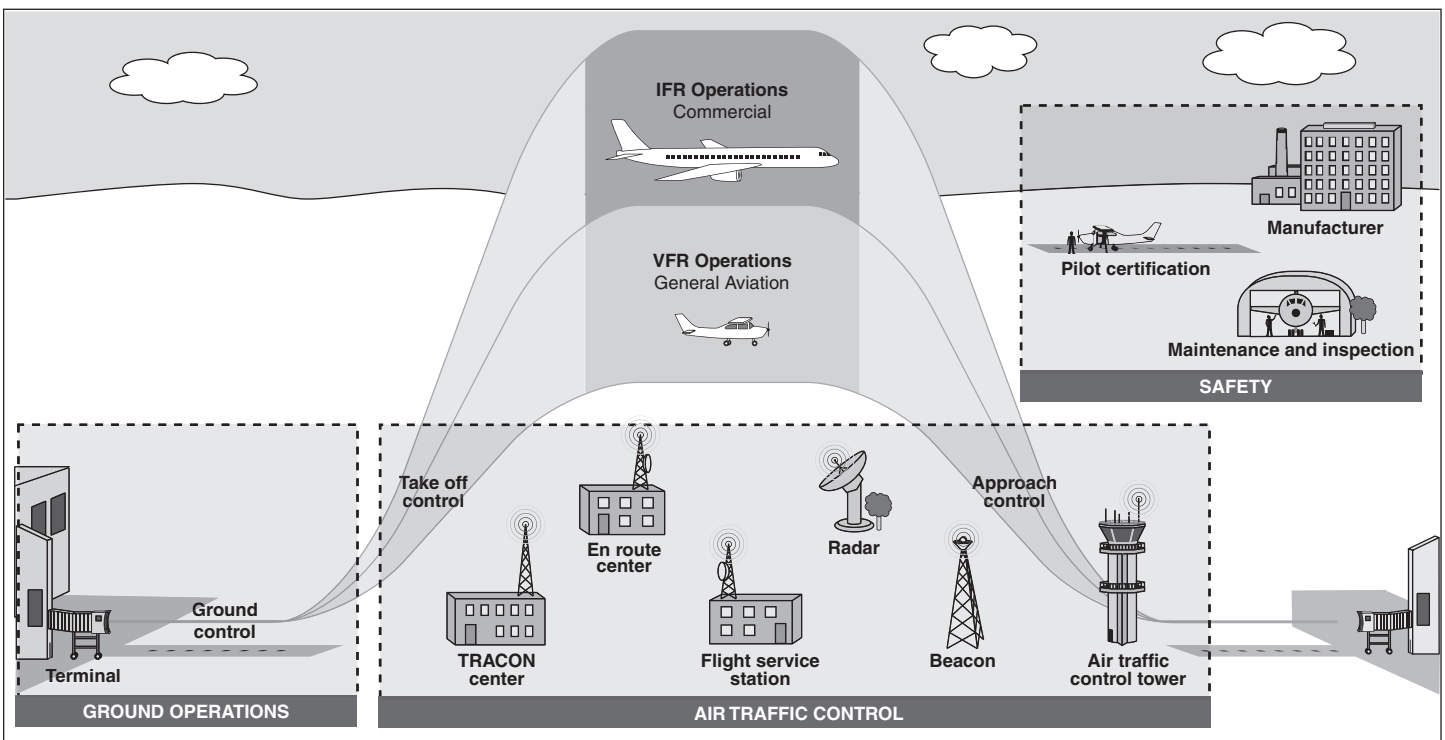 IFR Operations
Commercial
VFR Operations
General Aviation
Manufacturer
Pilot certification
Maintenance and inspection
SAFETY
Take off
control
Approach
control
En route
center
Radar
Ground
control
TRACON
center
Flight service
station
Beacon
Air traffic
control tower
Terminal
GROUND OPERATIONS
AIR TRAFFIC CONTROL